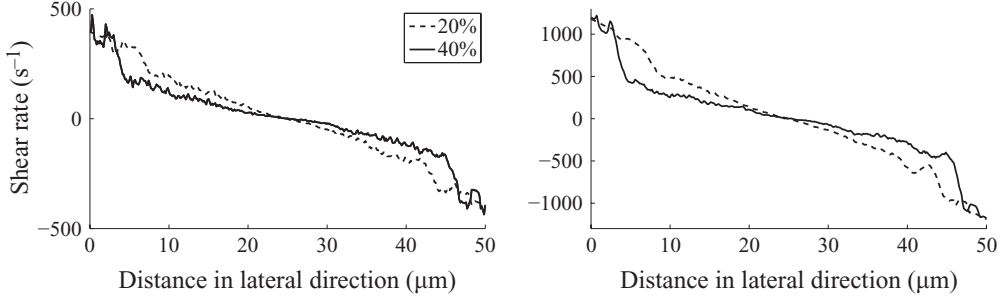 500
0
−500
Shear rate (s−1)
20%
40%
0 10 20 30 40 50
Distance in lateral direction (μm)
1000
500
0
−500
−1000
0 10 20 30 40 50
Distance in lateral direction (μm)